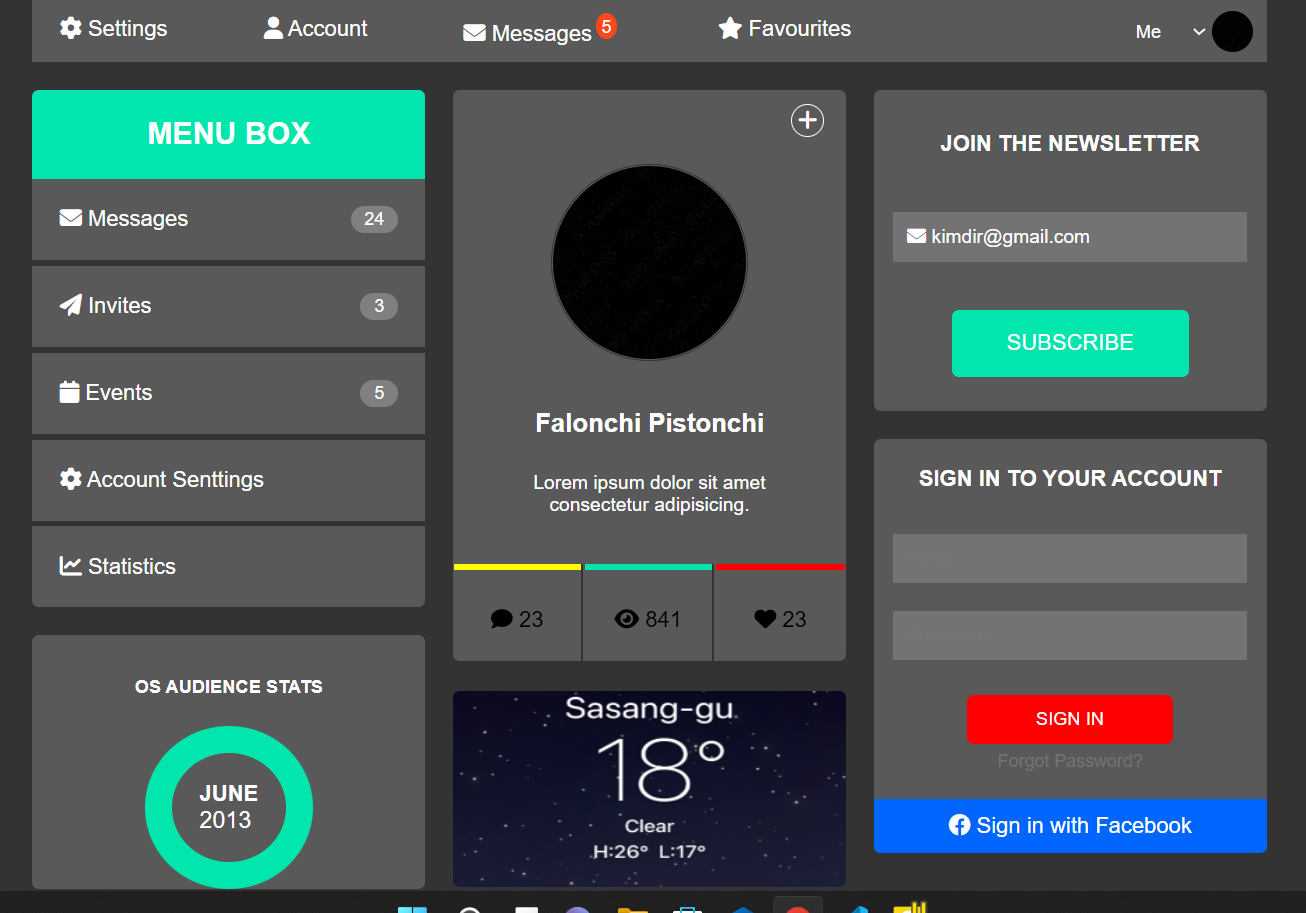 Settings
Account
Messages 5
Favourites
Me
MENU BOX
Messages 24
Invites 3
Events 5
Account Senttings
Statistics
OS AUDIENCE STATS
JUNE
2013
Falonchi Pistonchi
Lorem ipsum dolor sit amet
consectetur adipisicing.
23
841
23
Sasang-gu
18°
Clear
H:26° L:17°
JOIN THE NEWSLETTER
kimdir@gmail.com
SUBSCRIBE
SIGN IN TO YOUR ACCOUNT
SIGN IN
Forgot Password?
Sign in with Facebook